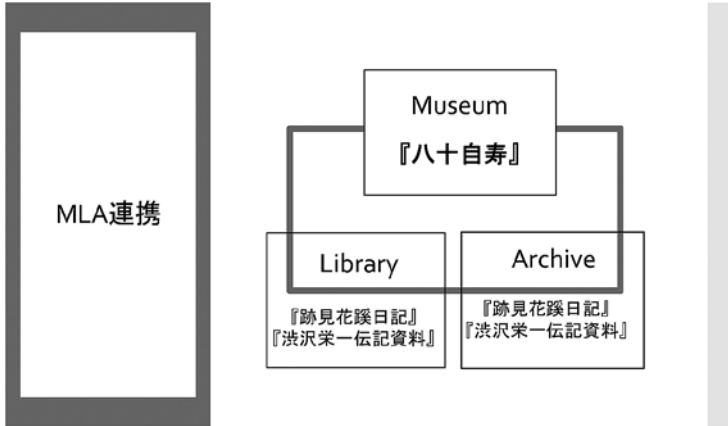 MLA連携
Museum
『八十自寿』
Library
『跡見花蹊日記』
『渋沢栄一伝記資料』
Archive
『跡見花蹊日記』
『渋沢栄一伝記資料』